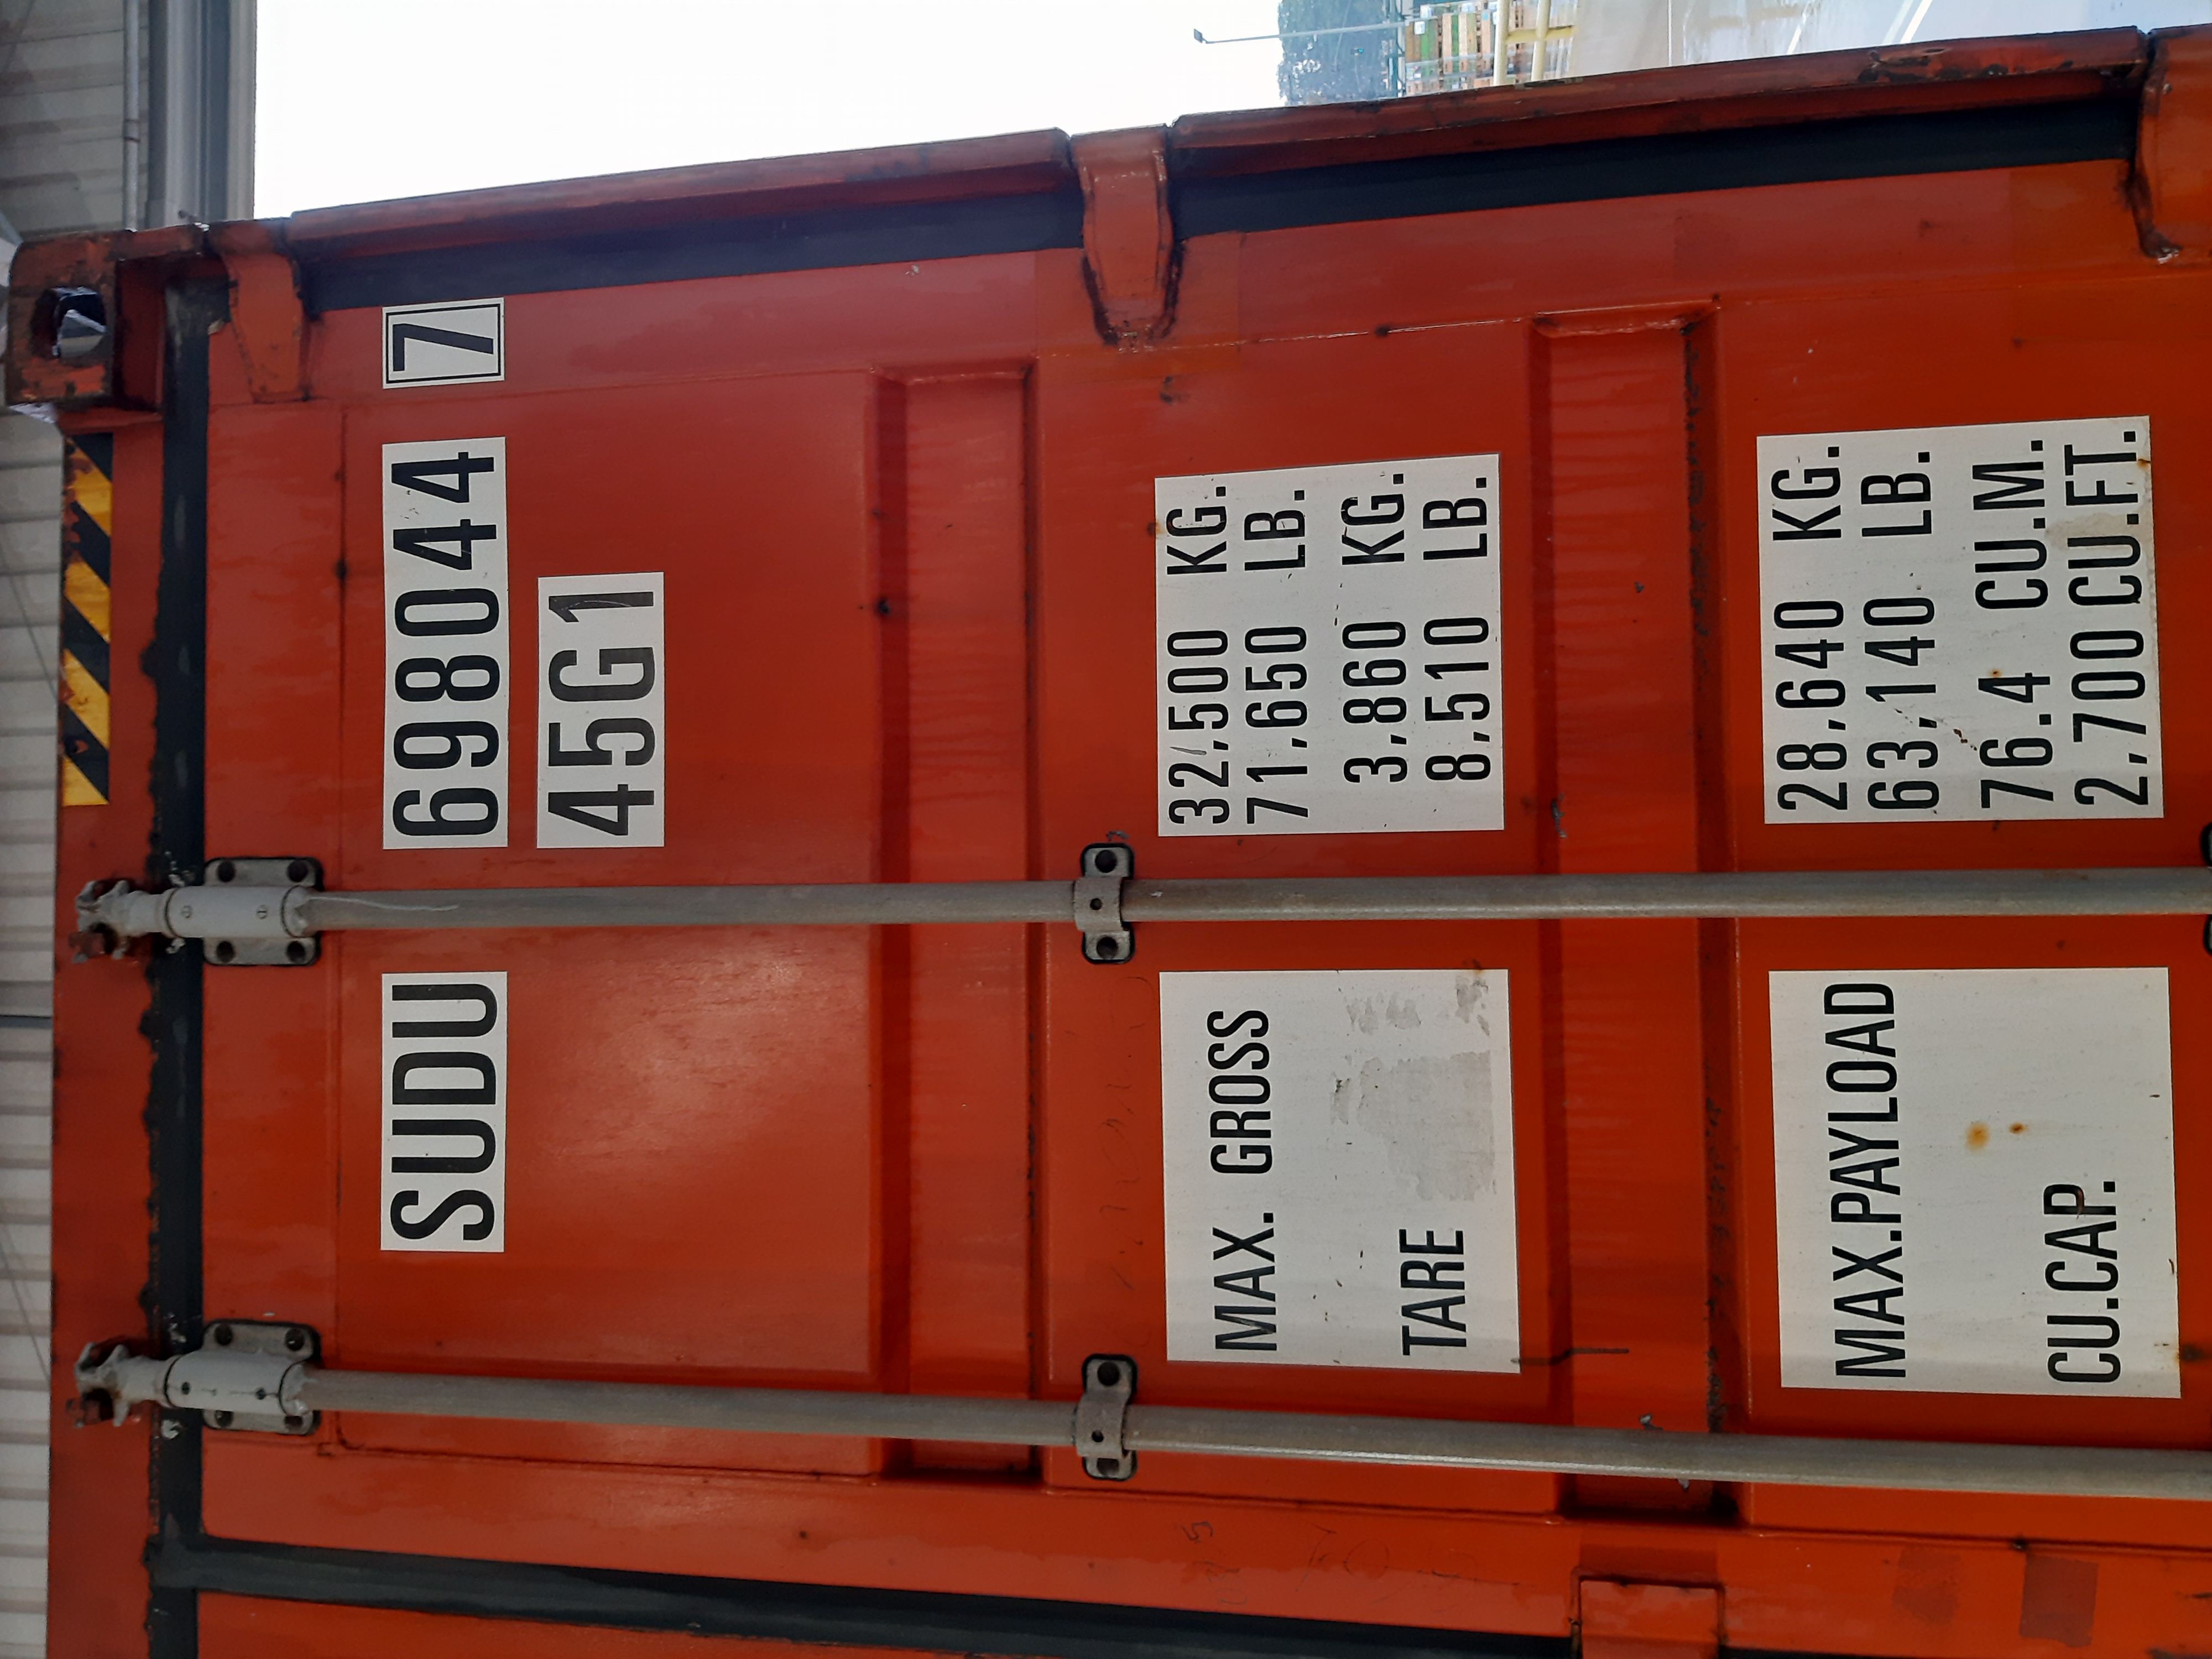 SUDU 698044 7
45G1
MAX. GROSS 32,500 KG.
71,650 LB.
TARE 3,860 KG.
8,510 LB.
MAX.PAYLOAD 28,640 KG.
63,140 LB.
CU.CAP. 76.4 CU.M.
2,700 CU.FT.